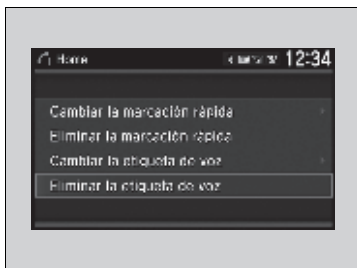 Home 12:34
Cambiar la marcación rápida
Eliminar la marcación rápida
Cambiar la etiqueta de voz
Eliminar la etiqueta de voz